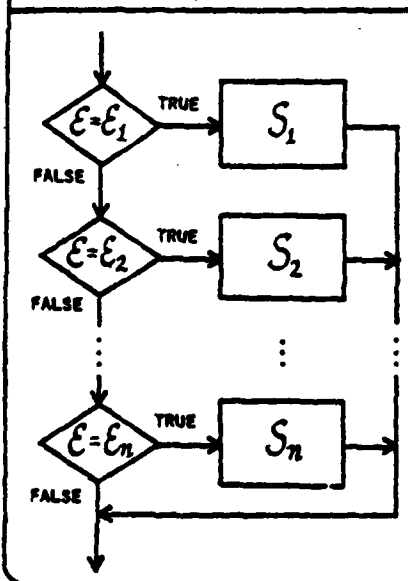 TRUE
ℰ=ℰ1
S1
FALSE
TRUE
ℰ=ℰ2
S2
FALSE
TRUE
ℰ=ℰn
Sn
FALSE